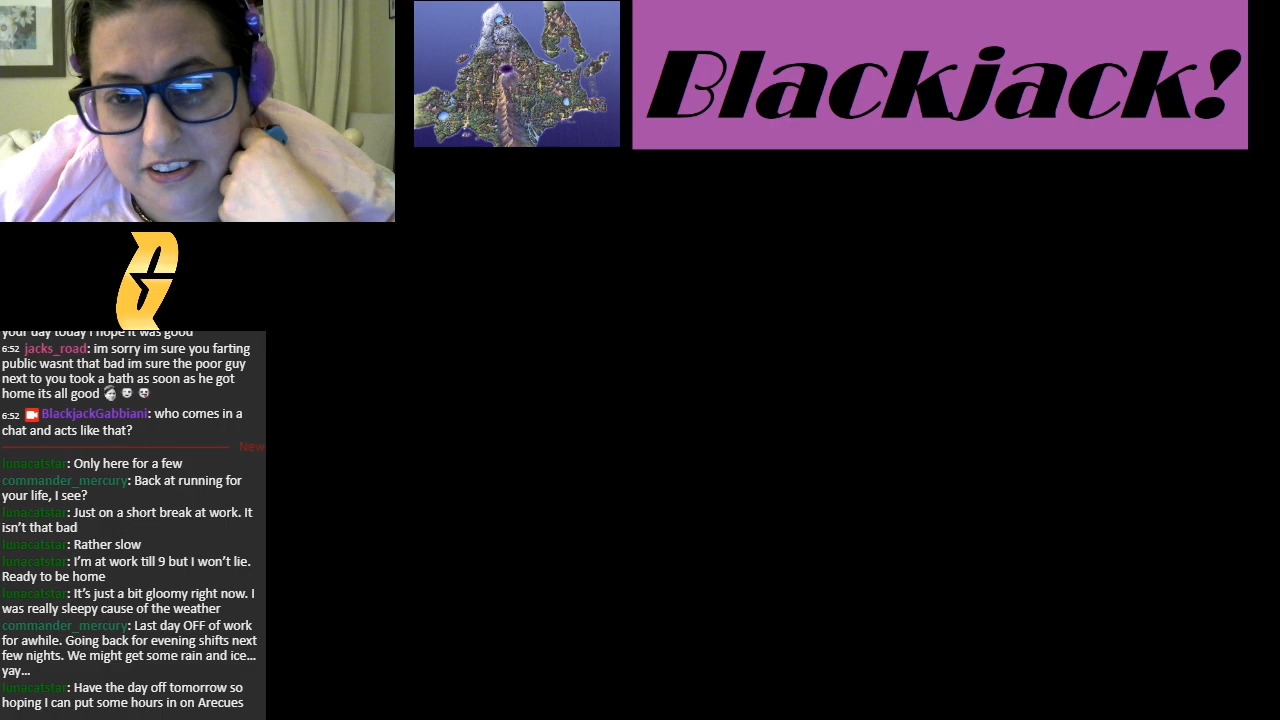 Blackjack!
your day today i hope it was good
6:52 jacks_road: im sorry im sure you farting
public wasnt that bad im sure the poor guy
next to you took a bath as soon as he got
home its all good
6:52 BlackjackGabbiani: who comes in a
chat and acts like that?
New
lunacatstar: Only here for a few
commander_mercury: Back at running for
your life, I see?
lunacatstar: Just on a short break at work. It
isn't that bad
lunacatstar: Rather slow
lunacatstar: I'm at work till 9 but I won't lie.
Ready to be home
lunacatstar: It's just a bit gloomy right now. I
was really sleepy cause of the weather
commander_mercury: Last day OFF of work
for awhile. Going back for evening shifts next
few nights. We might get some rain and ice...
yay...
lunacatstar: Have the day off tomorrow so
hoping I can put some hours in on Arecues